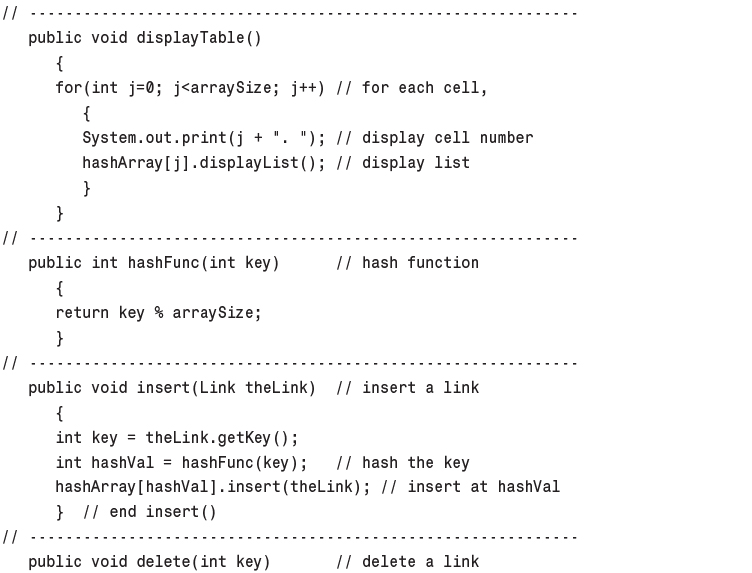 // -------------------------------------------------------------
public void displayTable()
{
for(int j=0; j<arraySize; j++) // for each cell,
{
System.out.print(j + ". "); // display cell number
hashArray[j].displayList(); // display list
}
}
// -------------------------------------------------------------
public int hashFunc(int key) // hash function
{
return key % arraySize;
}
// -------------------------------------------------------------
public void insert(Link theLink) // insert a link
{
int key = theLink.getKey();
int hashVal = hashFunc(key); // hash the key
hashArray[hashVal].insert(theLink); // insert at hashVal
} // end insert()
// -------------------------------------------------------------
public void delete(int key) // delete a link